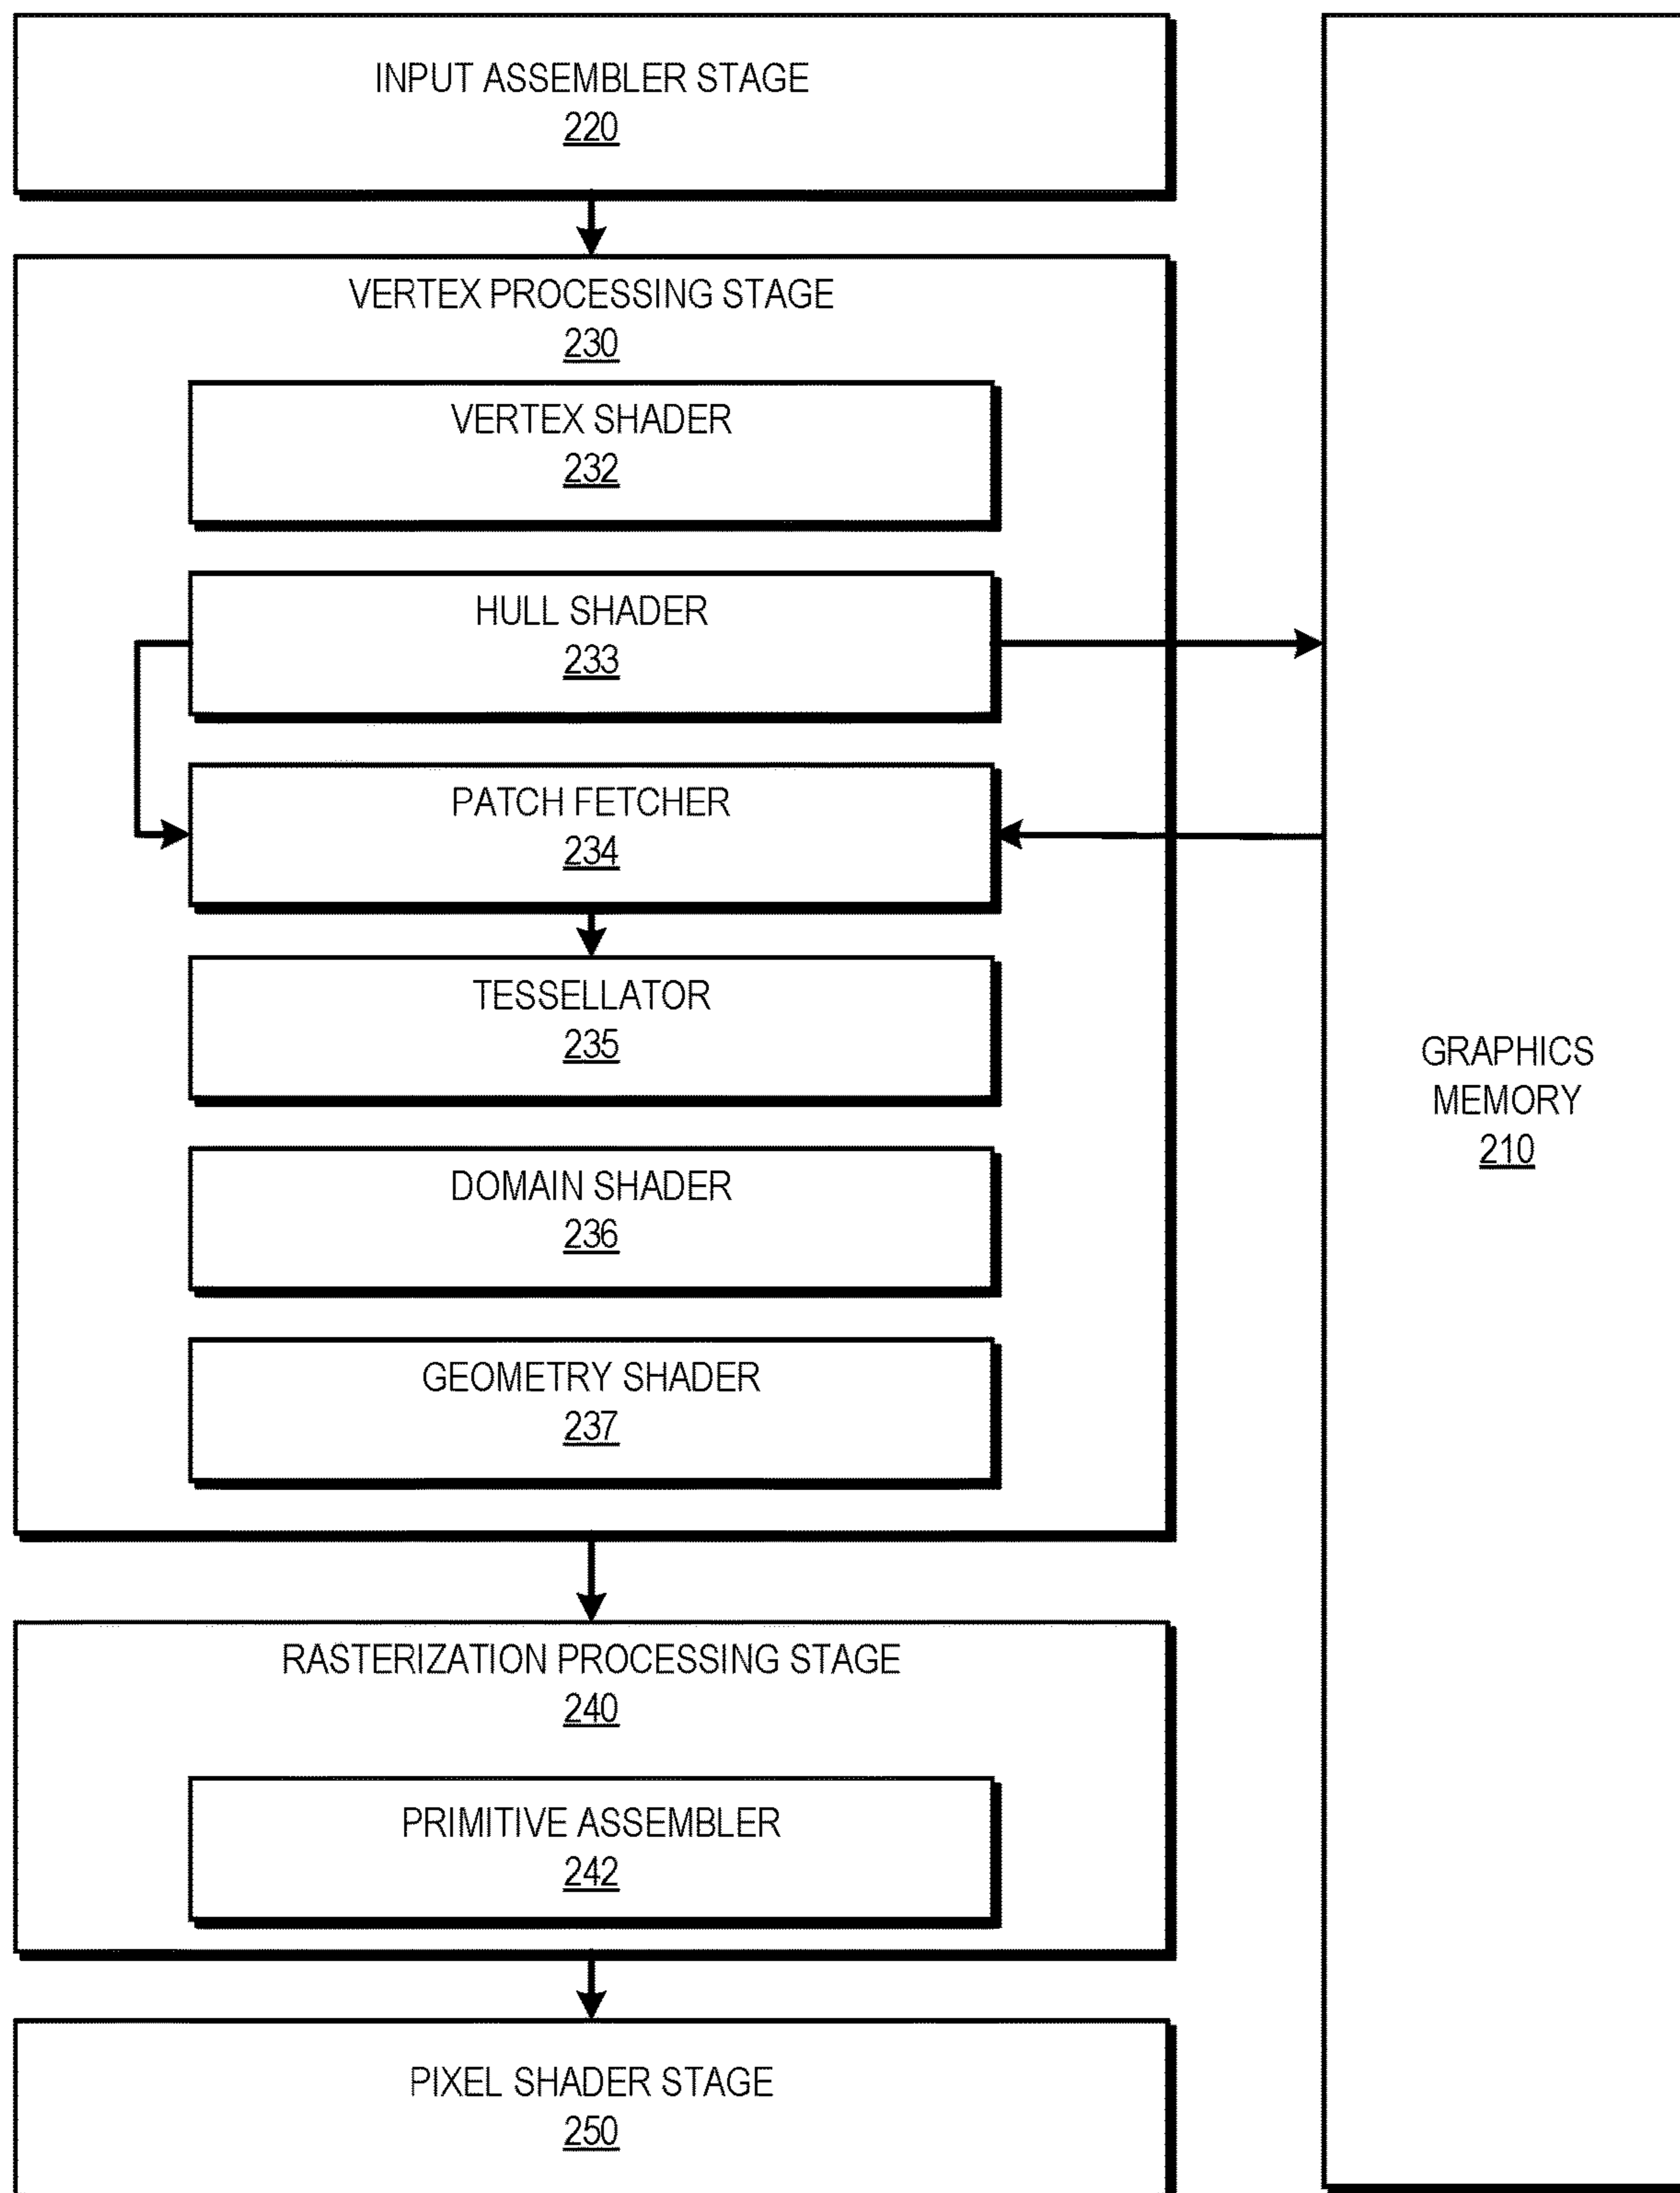 INPUT ASSEMBLER STAGE
220
VERTEX PROCESSING STAGE
230
VERTEX SHADER
232
HULL SHADER
233
PATCH FETCHER
234
TESSELLATOR
235
DOMAIN SHADER
236
GEOMETRY SHADER
237
RASTERIZATION PROCESSING STAGE
240
PRIMITIVE ASSEMBLER
242
PIXEL SHADER STAGE
250
GRAPHICS
MEMORY
210